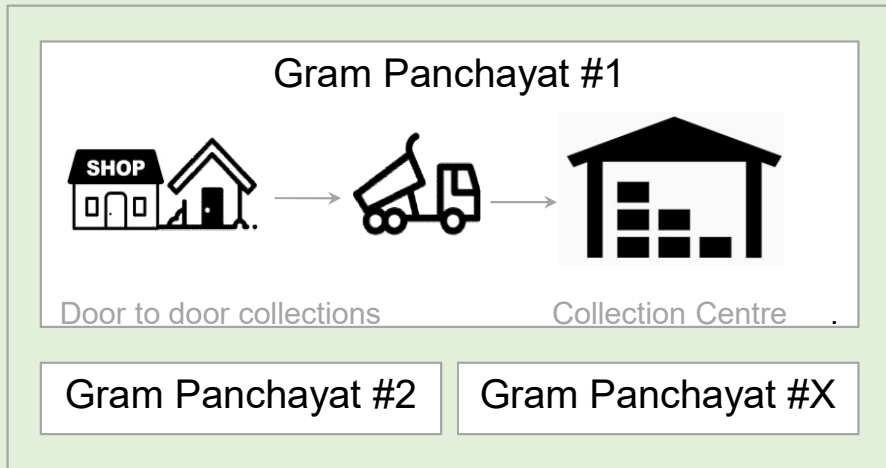 Gram Panchayat #1
SHOP
Door to door collections
Collection Centre .
Gram Panchayat #2
Gram Panchayat #X